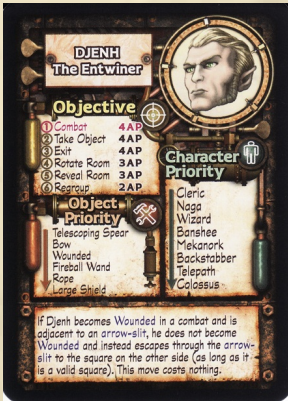 DJENH
The Entwiner
Objective
1 Combat 4AP
2 Take Object 4AP
3 Exit 4AP
4 Rotate Room 3AP
5 Reveal Room 3AP
6 Regroup 2AP
Character
Priority
Cleric
Naga
Wizard
Banshee
Mekanork
Backstabber
Telepath
Colossus
Object
Priority
Telescoping Spear
Bow
Wounded
Fireball Wand
Rope
Large Shield
If Djenh becomes Wounded in a combat and is
adjacent to an arrow-slit, he does not become
Wounded and instead escapes through the arrow-
slit to the square on the other side (as long as it
is a valid square). This move costs nothing.